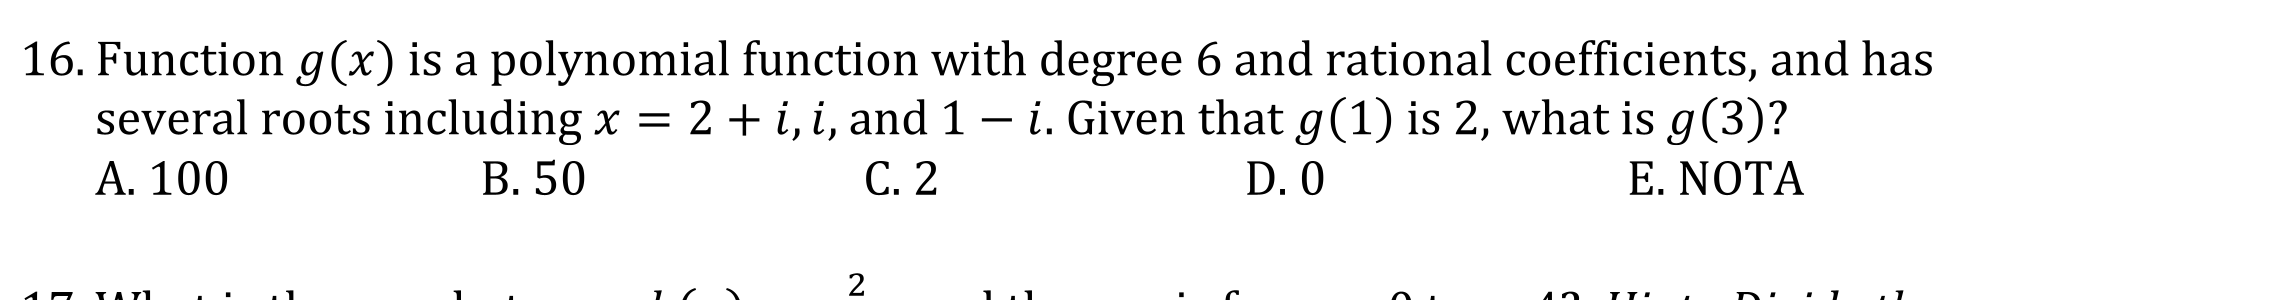 16. Function g(x) is a polynomial function with degree 6 and rational coefficients, and has
several roots including x = 2 + i, i, and 1 − i. Given that g(1) is 2, what is g(3)?
A. 100 B. 50 C. 2 D. 0 E. NOTA